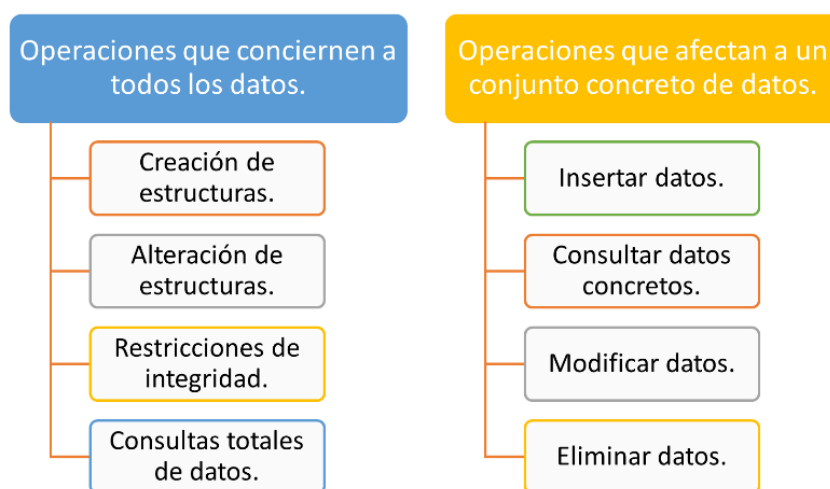 Operaciones que conciernen a
todos los datos.
Creación de
estructuras.
Alteración de
estructuras.
Restricciones de
integridad.
Consultas totales
de datos.
Operaciones que afectan a un
conjunto concreto de datos.
Insertar datos.
Consultar datos
concretos.
Modificar datos.
Eliminar datos.